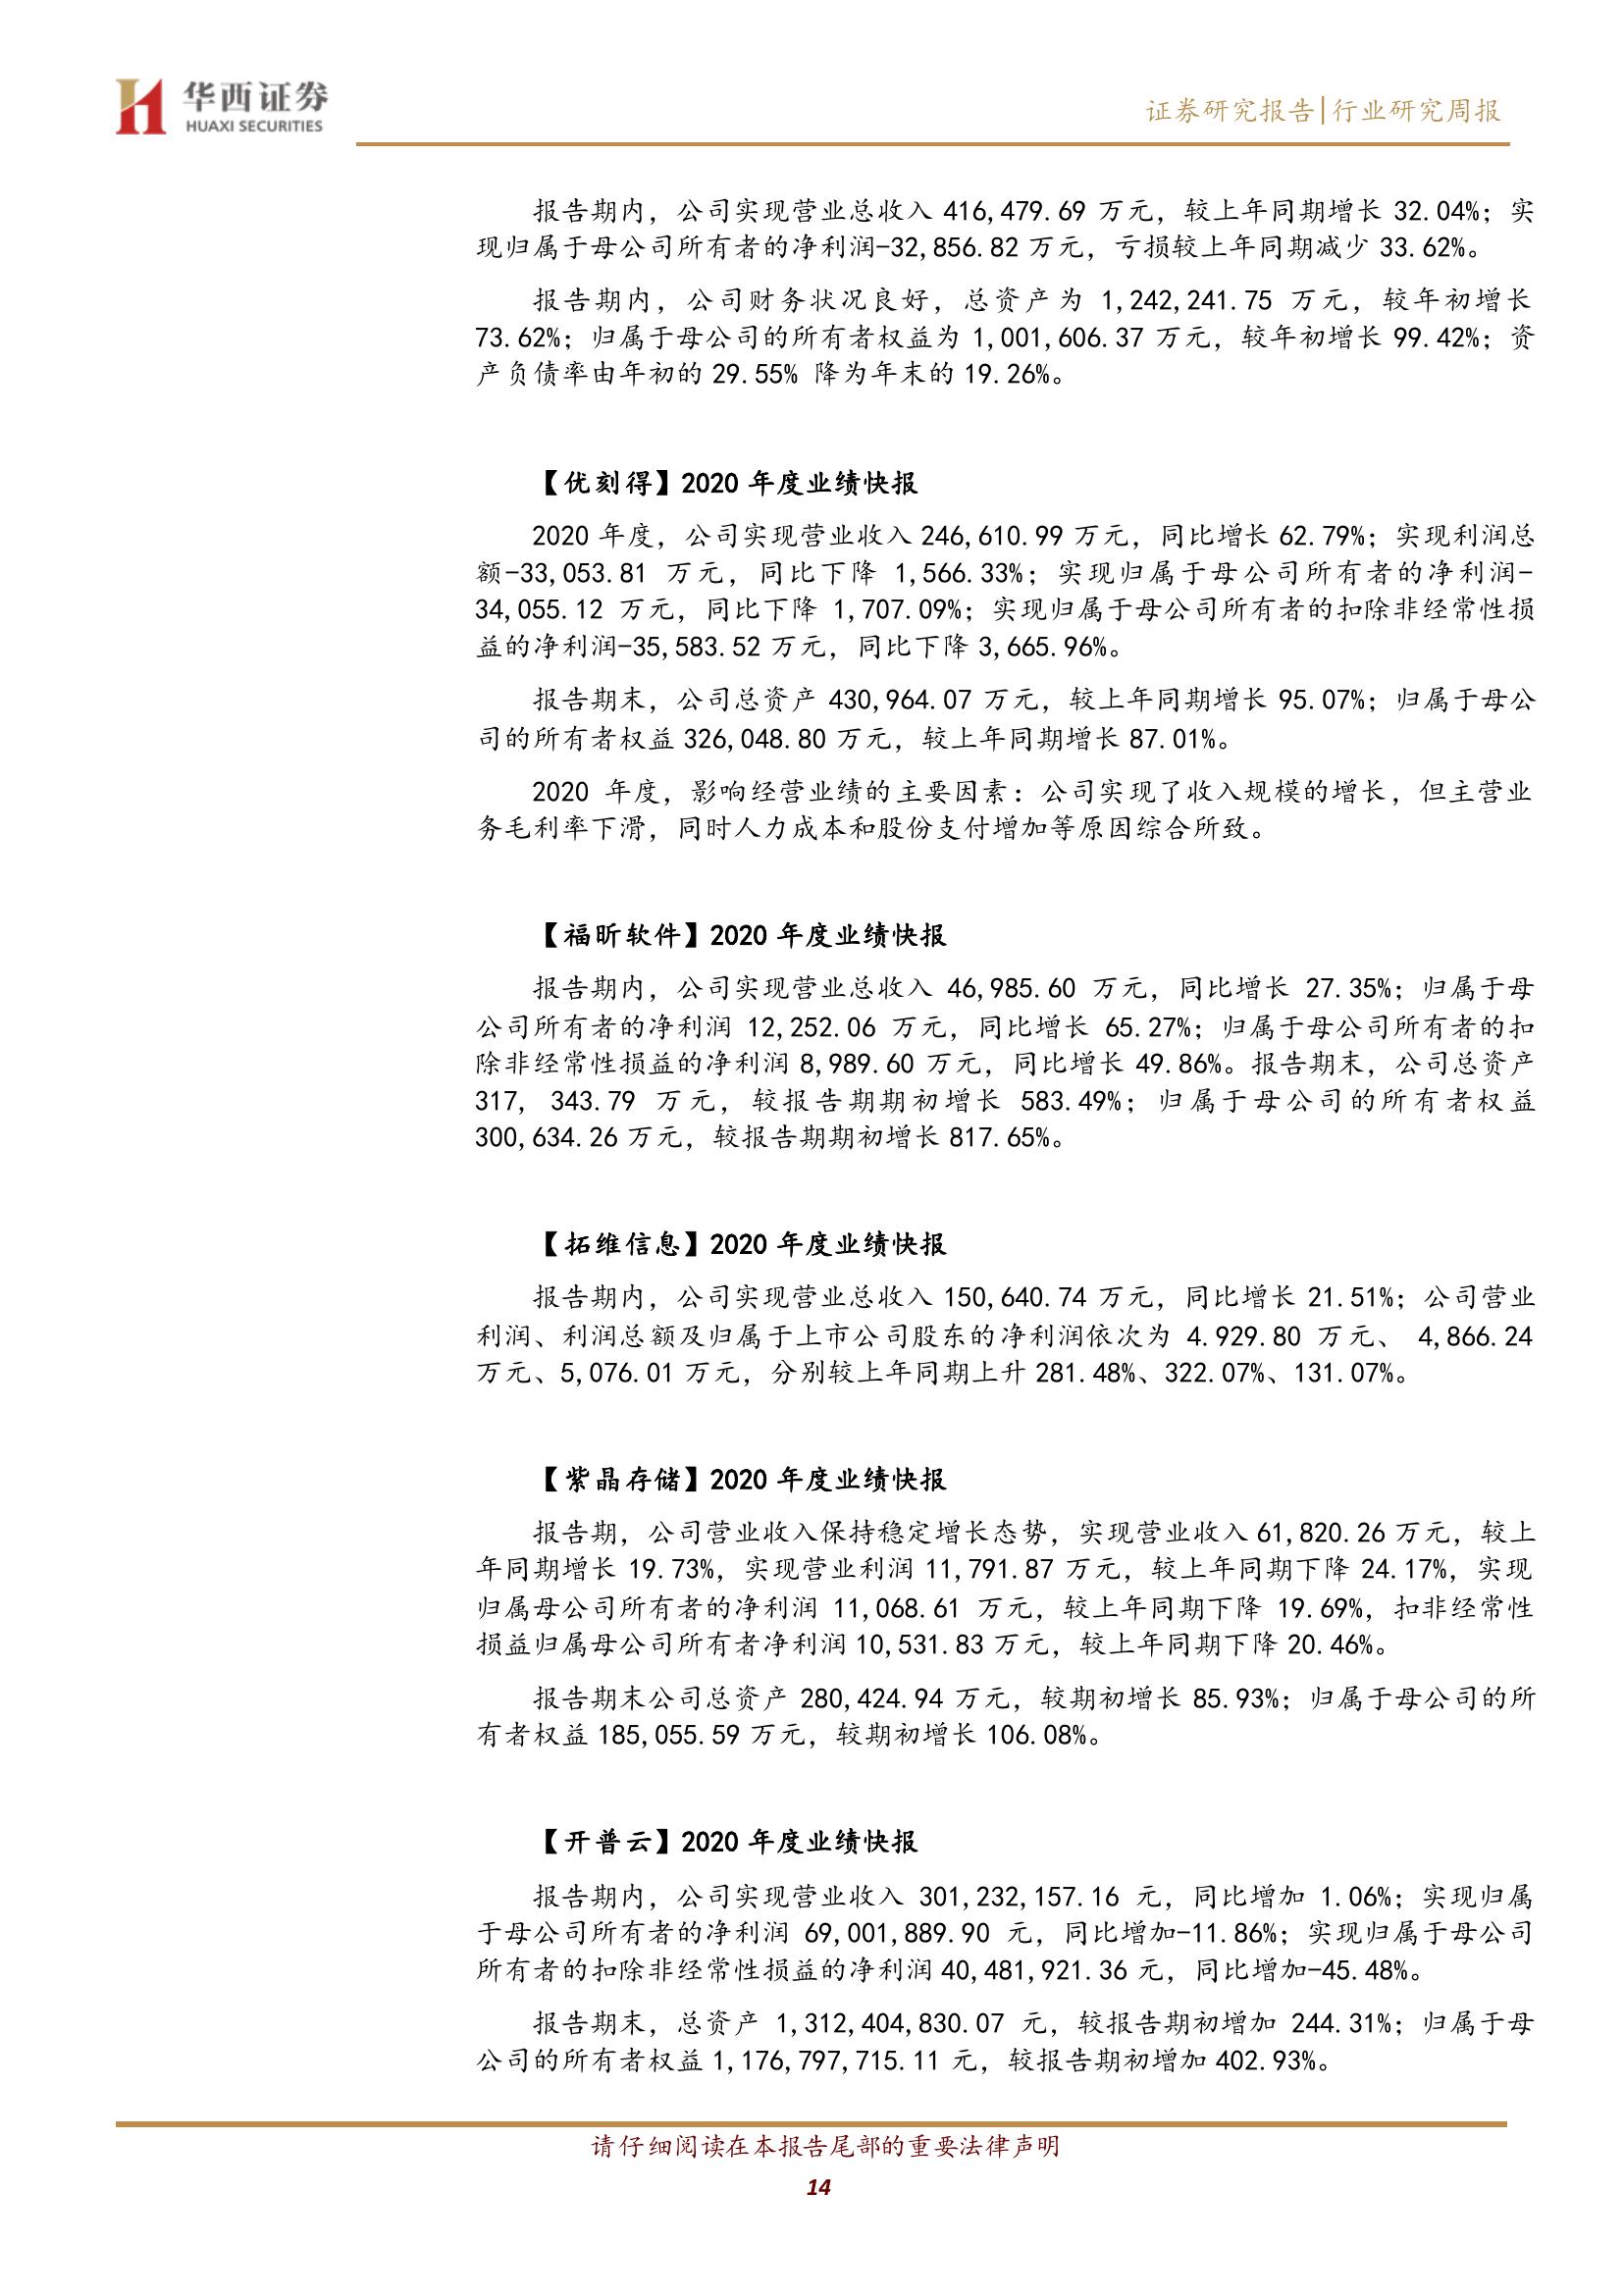 华西证券
HUAXI SECURITIES
证券研究报告|行业研究周报
报告期内，公司实现营业总收入 416,479.69 万元，较上年同期增长 32.04%；实
现归属于母公司所有者的净利润-32,856.82 万元，亏损较上年同期减少 33.62%。
报告期内，公司财务状况良好，总资产为 1,242,241.75 万元，较年初增长
73.62%；归属于母公司的所有者权益为 1,001,606.37 万元，较年初增长 99.42%；资
产负债率由年初的 29.55% 降为年末的 19.26%。
【优刻得】2020 年度业绩快报
2020 年度，公司实现营业收入 246,610.99 万元，同比增长 62.79%；实现利润总
额-33,053.81 万元，同比下降 1,566.33%；实现归属于母公司所有者的净利润-
34,055.12 万元，同比下降 1,707.09%；实现归属于母公司所有者的扣除非经常性损
益的净利润-35,583.52 万元，同比下降 3,665.96%。
报告期末，公司总资产 430,964.07 万元，较上年同期增长 95.07%；归属于母公
司的所有者权益 326,048.80 万元，较上年同期增长 87.01%。
2020 年度，影响经营业绩的主要因素：公司实现了收入规模的增长，但主营业
务毛利率下滑，同时人力成本和股份支付增加等原因综合所致。
【福昕软件】2020 年度业绩快报
报告期内，公司实现营业总收入 46,985.60 万元，同比增长 27.35%；归属于母
公司所有者的净利润 12,252.06 万元，同比增长 65.27%；归属于母公司所有者的扣
除非经常性损益的净利润 8,989.60 万元，同比增长 49.86%。报告期末，公司总资产
317, 343.79 万元，较报告期期初增长 583.49%；归属于母公司的所有者权益
300,634.26 万元，较报告期期初增长 817.65%。
【拓维信息】2020 年度业绩快报
报告期内，公司实现营业总收入 150,640.74 万元，同比增长 21.51%；公司营业
利润、利润总额及归属于上市公司股东的净利润依次为 4.929.80 万元、 4,866.24
万元、5,076.01 万元，分别较上年同期上升 281.48%、322.07%、131.07%。
【紫晶存储】2020 年度业绩快报
报告期，公司营业收入保持稳定增长态势，实现营业收入 61,820.26 万元，较上
年同期增长 19.73%，实现营业利润 11,791.87 万元，较上年同期下降 24.17%，实现
归属母公司所有者的净利润 11,068.61 万元，较上年同期下降 19.69%，扣非经常性
损益归属母公司所有者净利润 10,531.83 万元，较上年同期下降 20.46%。
报告期末公司总资产 280,424.94 万元，较期初增长 85.93%；归属于母公司的所
有者权益 185,055.59 万元，较期初增长 106.08%。
【开普云】2020 年度业绩快报
报告期内，公司实现营业收入 301,232,157.16 元，同比增加 1.06%；实现归属
于母公司所有者的净利润 69,001,889.90 元，同比增加-11.86%；实现归属于母公司
所有者的扣除非经常性损益的净利润 40,481,921.36 元，同比增加-45.48%。
报告期末，总资产 1,312,404,830.07 元，较报告期初增加 244.31%；归属于母
公司的所有者权益 1,176,797,715.11 元，较报告期初增加 402.93%。
请仔细阅读在本报告尾部的重要法律声明
14